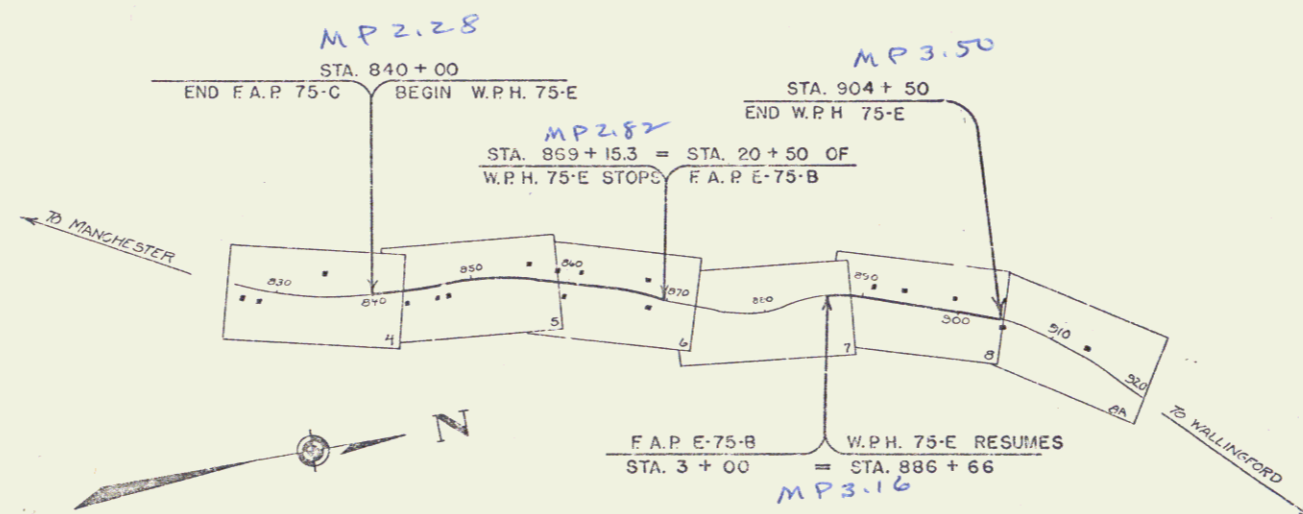 MP 2.28
STA. 840 + 00
END F.A.P. 75-C BEGIN W.P.H. 75-E
MP 3.50
STA. 904 + 50
END W.P.H 75-E
MP 2.82
STA. 869 + 15.3 = STA. 20 + 50 OF
W.P.H. 75-E STOPS F.A.P. E-75-B
TO MANCHESTER
830
840
4
850
5
860
870
6
880
7
890
900
8
910
920
8A
TO WALLINGFORD
N
F.A.P. E-75-B W.P.H. 75-E RESUMES
STA. 3 + 00 = STA. 886 + 66
MP 3.16